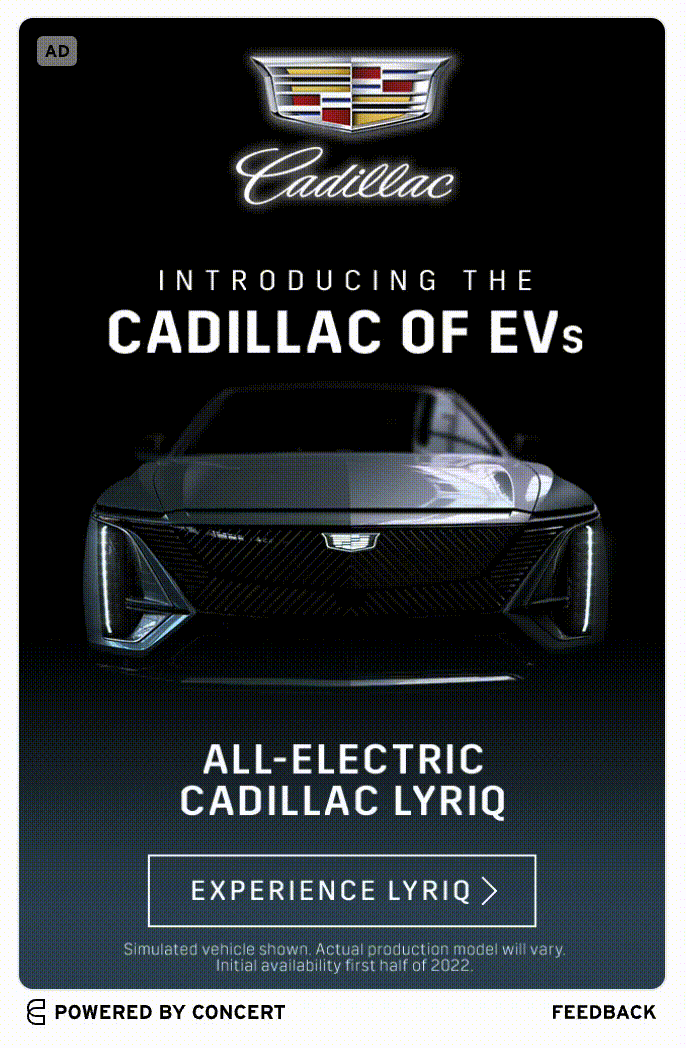 AD
Cadillac
INTRODUCING THE
CADILLAC OF EVs
ALL-ELECTRIC
CADILLAC LYRIQ
EXPERIENCE LYRIQ
Simulated vehicle shown. Actual production model will vary.
Initial availability first half of 2022.
POWERED BY CONCERT
FEEDBACK